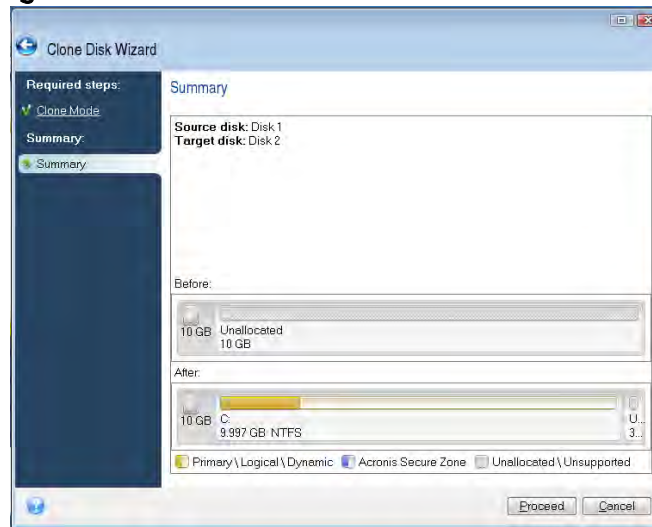 Clone Disk Wizard
Required steps:
Clone Mode
Summary:
Summary
Summary
Source disk: Disk 1
Target disk: Disk 2
Before:
10 GB Unallocated
10 GB
After:
10 GB C:
9.997 GB NTFS
U...
3...
Primary \ Logical \ Dynamic Acronis Secure Zone Unallocated \ Unsupported
Proceed Cancel